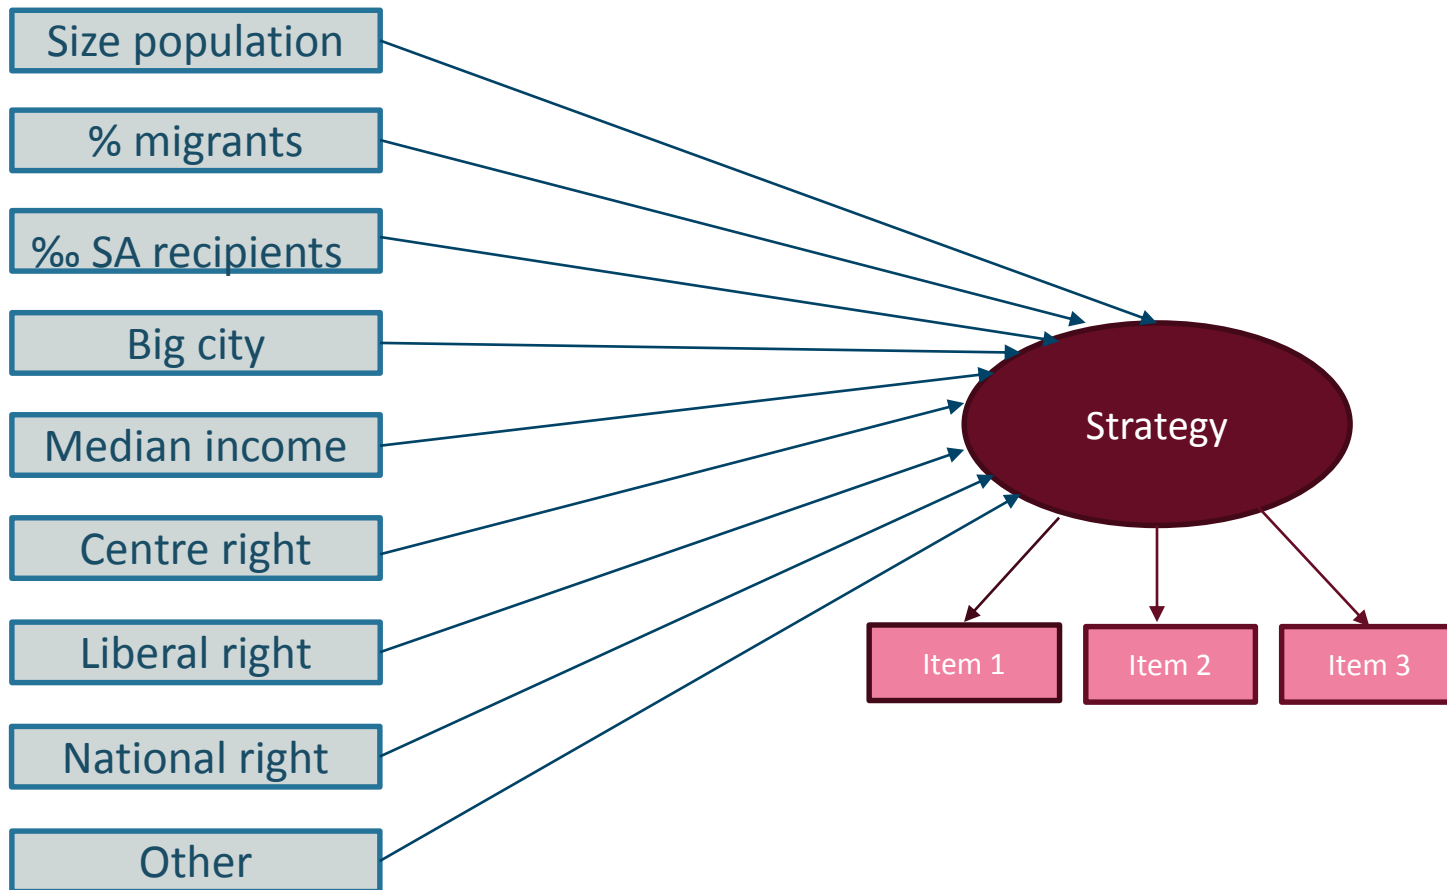 Size population
% migrants
‰ SA recipients
Big city
Median income
Centre right
Liberal right
National right
Other
Strategy
Item 1
Item 2
Item 3